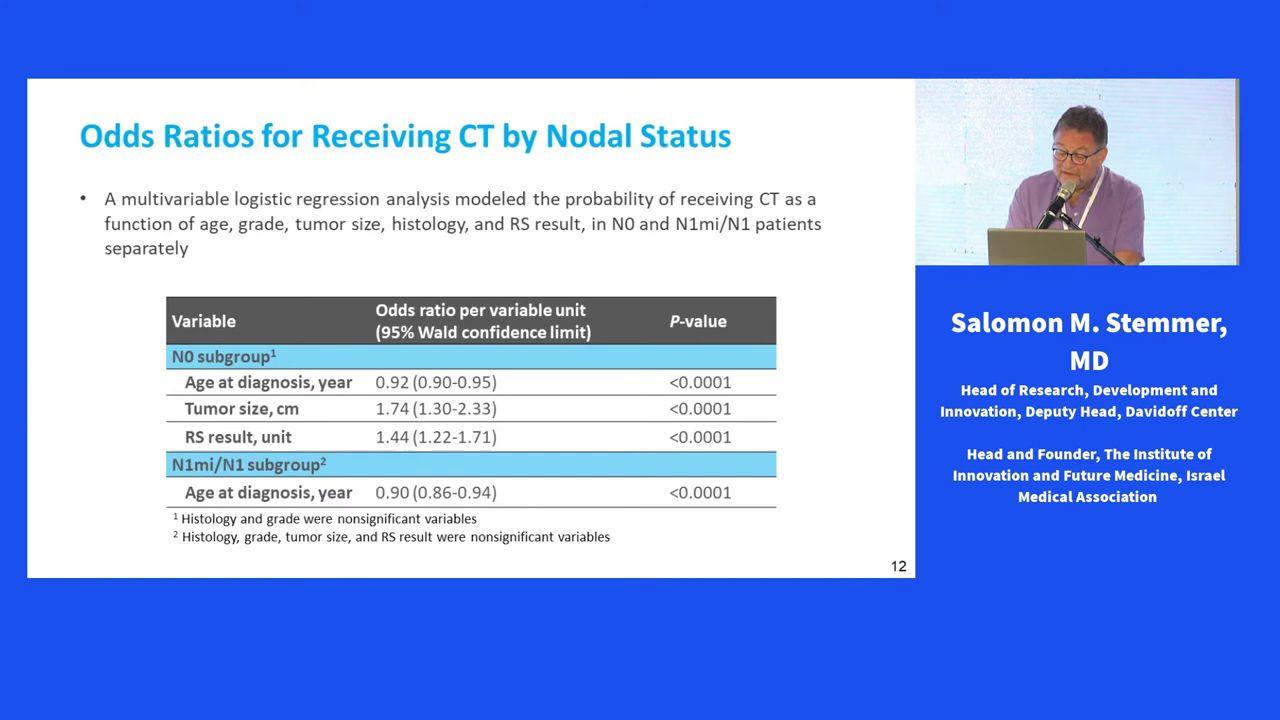 Odds Ratios for Receiving CT by Nodal Status
• A multivariable logistic regression analysis modeled the probability of receiving CT as a
function of age, grade, tumor size, histology, and RS result, in N0 and N1mi/N1 patients
separately
Variable Odds ratio per variable unit (95% Wald confidence limit) P-value
N0 subgroup¹
Age at diagnosis, year 0.92 (0.90-0.95) <0.0001
Tumor size, cm 1.74 (1.30-2.33) <0.0001
RS result, unit 1.44 (1.22-1.71) <0.0001
N1mi/N1 subgroup²
Age at diagnosis, year 0.90 (0.86-0.94) <0.0001
¹ Histology and grade were nonsignificant variables
² Histology, grade, tumor size, and RS result were nonsignificant variables
12
Salomon M. Stemmer,
MD
Head of Research, Development and
Innovation, Deputy Head, Davidoff Center
Head and Founder, The Institute of
Innovation and Future Medicine, Israel
Medical Association